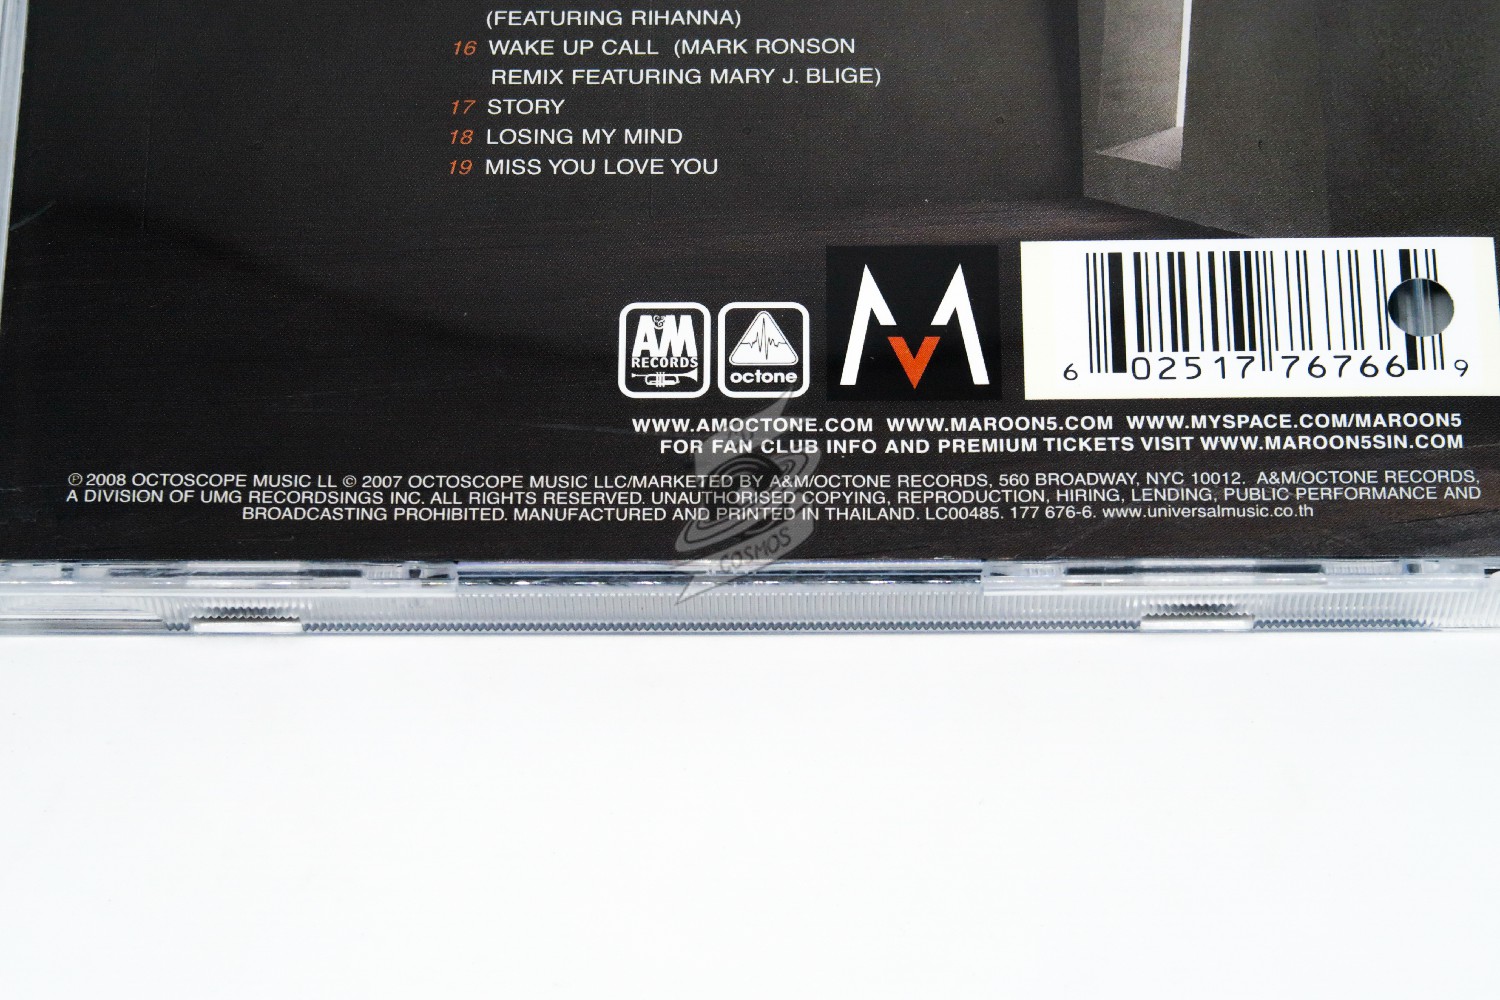 (FEATURING RIHANNA)
16 WAKE UP CALL (MARK RONSON
REMIX FEATURING MARY J. BLIGE)
17 STORY
18 LOSING MY MIND
19 MISS YOU LOVE YOU
A&M
RECORDS
octone
M
6 02517 76766 9
WWW.AMOCTONE.COM WWW.MAROON5.COM WWW.MYSPACE.COM/MAROON5
FOR FAN CLUB INFO AND PREMIUM TICKETS VISIT WWW.MAROON5SIN.COM
℗ 2008 OCTOSCOPE MUSIC LL © 2007 OCTOSCOPE MUSIC LLC/MARKETED BY A&M/OCTONE RECORDS, 560 BROADWAY, NYC 10012. A&M/OCTONE RECORDS,
A DIVISION OF UMG RECORDSINGS INC. ALL RIGHTS RESERVED. UNAUTHORISED COPYING, REPRODUCTION, HIRING, LENDING, PUBLIC PERFORMANCE AND
BROADCASTING PROHIBITED. MANUFACTURED AND PRINTED IN THAILAND. LC00485. 177 676-6. www.universalmusic.co.th
COSMOS